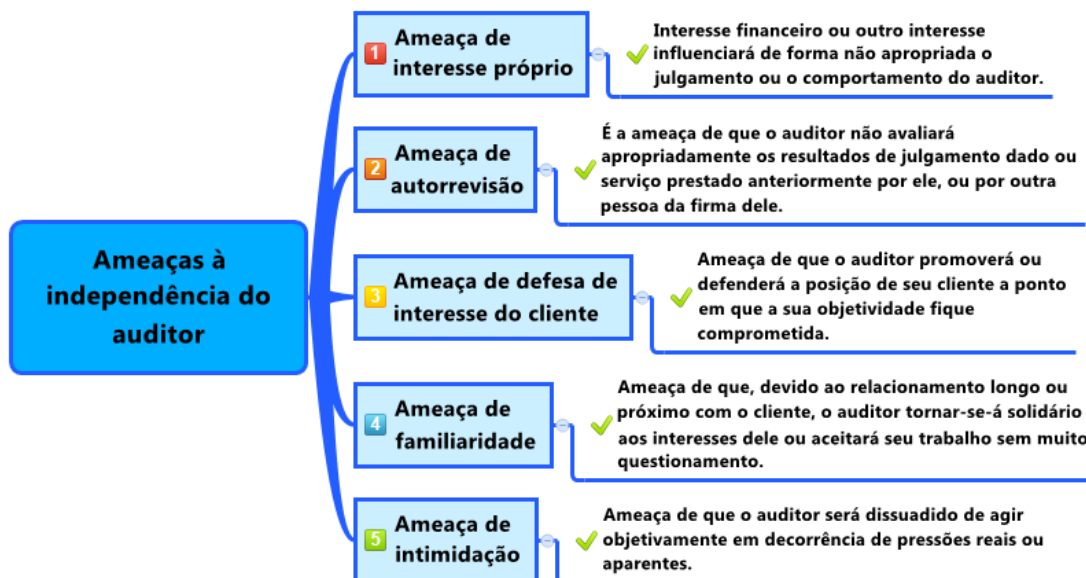 Ameaças à
independência do
auditor
1
Ameaça de
interesse próprio
Interesse financeiro ou outro interesse
influenciará de forma não apropriada o
julgamento ou o comportamento do auditor.
2
Ameaça de
autorrevisão
É a ameaça de que o auditor não avaliará
apropriadamente os resultados de julgamento dado ou
serviço prestado anteriormente por ele, ou por outra
pessoa da firma dele.
3
Ameaça de defesa de
interesse do cliente
Ameaça de que o auditor promoverá ou
defenderá a posição de seu cliente a ponto
em que a sua objetividade fique
comprometida.
4
Ameaça de
familiaridade
Ameaça de que, devido ao relacionamento longo ou
próximo com o cliente, o auditor tornar-se-á solidário
aos interesses dele ou aceitará seu trabalho sem muito
questionamento.
5
Ameaça de
intimidação
Ameaça de que o auditor será dissuadido de agir
objetivamente em decorrência de pressões reais ou
aparentes.